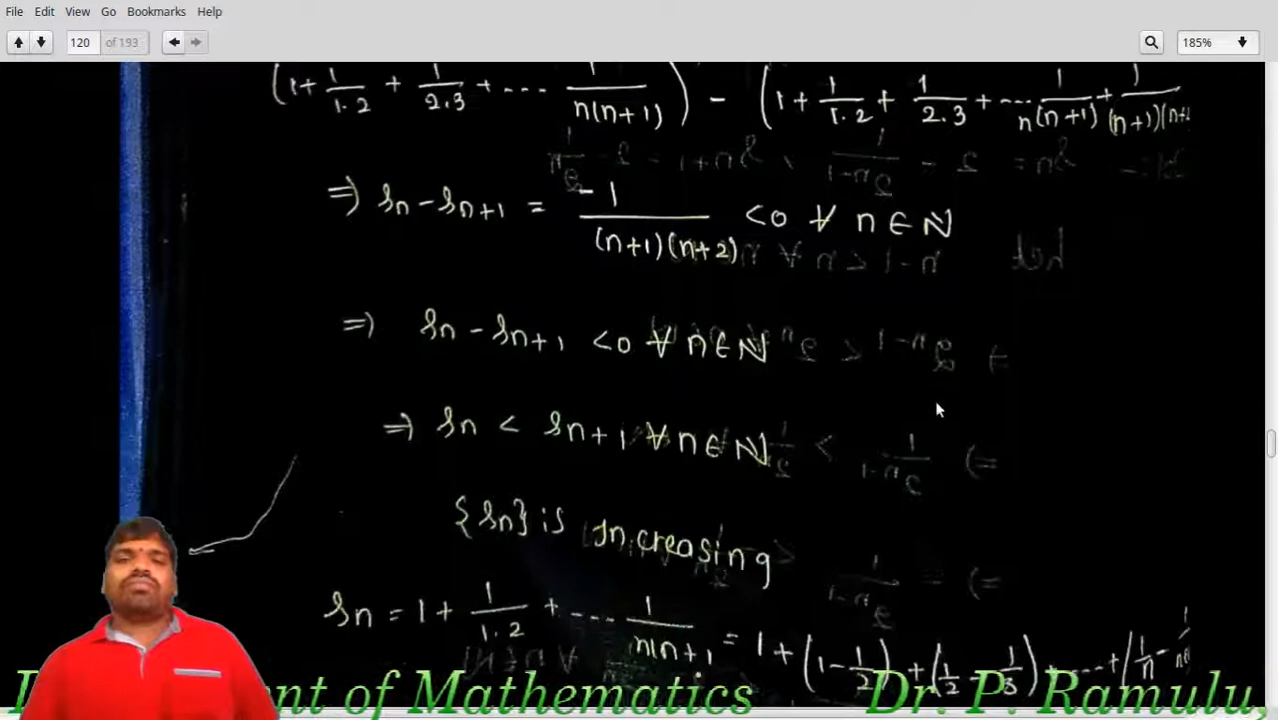 File Edit View Go Bookmarks Help
120 of 193 185%
(1+ 1/1.2 + 1/2.3 + .... 1/n(n+1)) - (1+ 1/1.2 + 1/2.3 + ... 1/n(n+1) + 1/(n+1)(n+
=) sn - sn+1 = -1/(n+1)(n+2) <0 ∀ n ∈ N
=) sn - sn+1 <0 ∀ n ∈ N
=) sn < sn+1 ∀ n ∈ N
{sn} is increasing
sn = 1+ 1/1.2 + .... 1/n(n+1 = 1+ (1- 1/2) + (1/2 - 1/3) + .... + (1/n -
ent of Mathematics Dr. P. Ramulu,